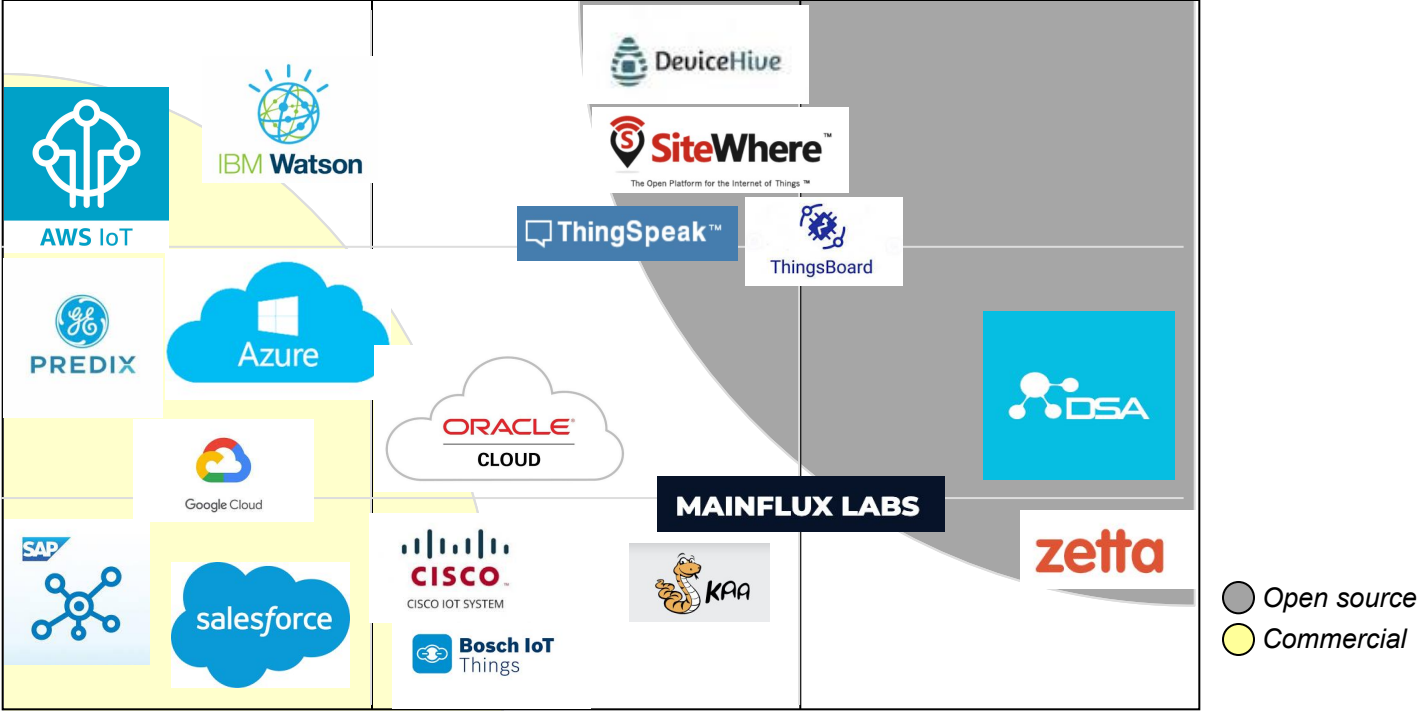 DeviceHive
IBM Watson
S
SiteWhere™
The Open Platform for the Internet of Things ™
AWS IoT
ThingSpeak™
ThingsBoard
GE
PREDIX
Azure
ORACLE®
CLOUD
DSA
Google Cloud
MAINFLUX LABS
SAP
salesforce
CISCO™
CISCO IOT SYSTEM
KAA
zetta
Bosch IoT
Things
Open source
Commercial